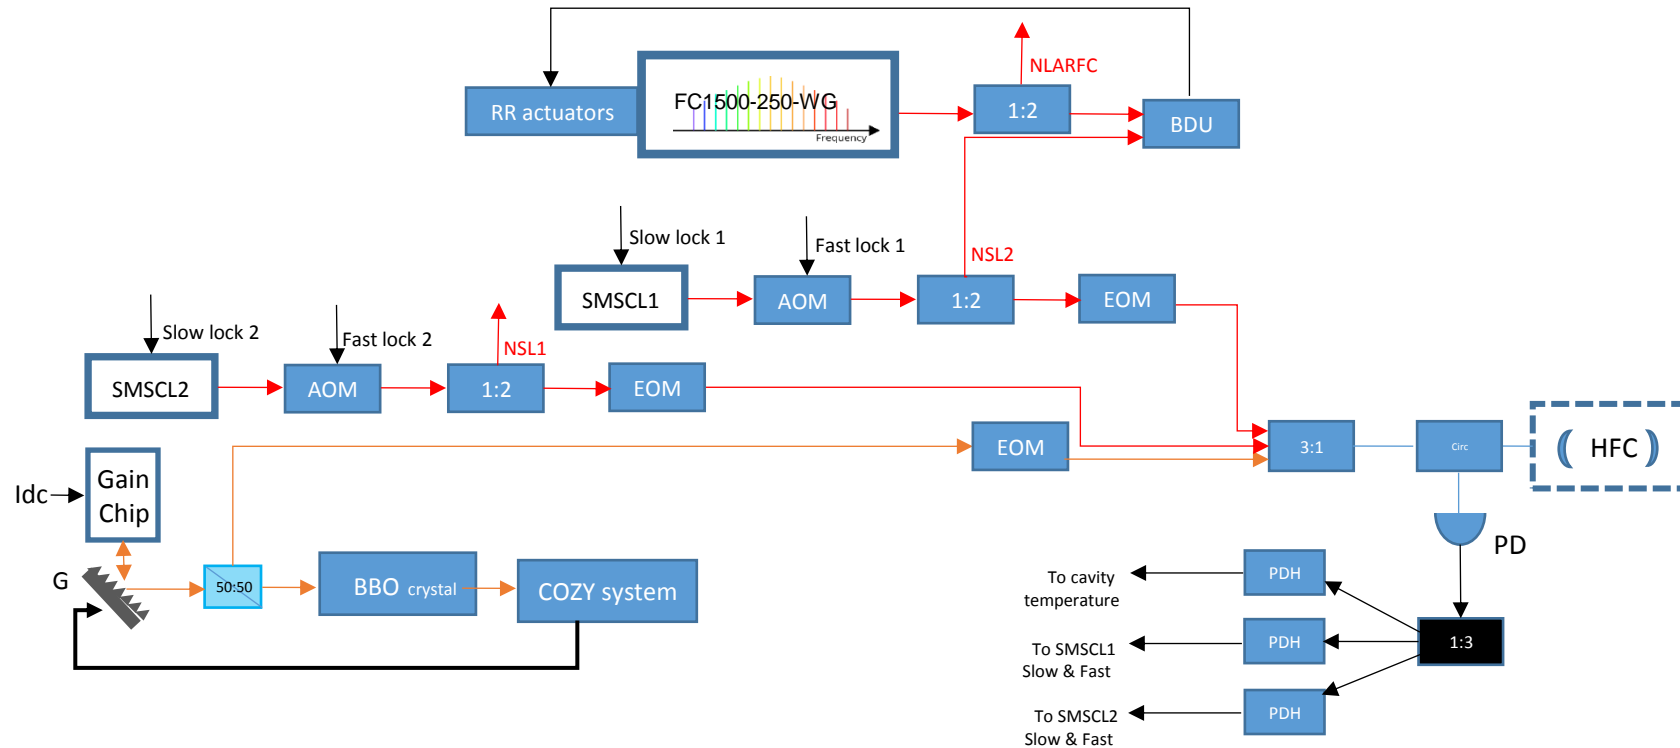 NLARFC
RR actuators
FC1500-250-WG
Frequency
1:2
BDU
Slow lock 1
Fast lock 1
NSL2
SMSCL1
AOM
1:2
EOM
Slow lock 2
Fast lock 2
NSL1
SMSCL2
AOM
1:2
EOM
EOM
3:1
Circ
HFC
Gain
Chip
Idc
PD
G
50:50
BBO crystal
COZY system
To cavity
temperature
PDH
To SMSCL1
Slow & Fast
PDH
1:3
To SMSCL2
Slow & Fast
PDH